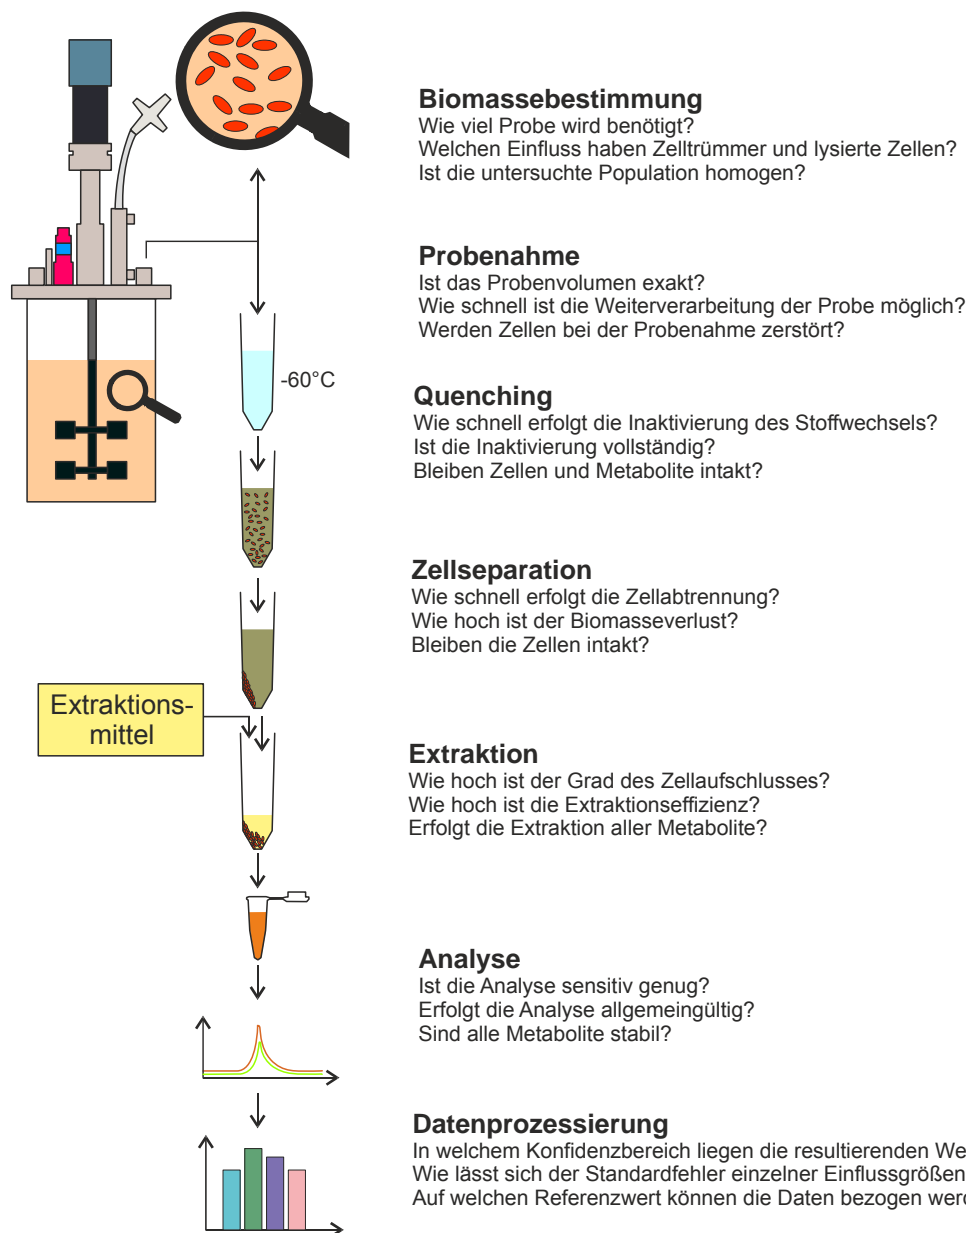 Biomassebestimmung
Wie viel Probe wird benötigt?
Welchen Einfluss haben Zelltrümmer und lysierte Zellen?
Ist die untersuchte Population homogen?
Probenahme
Ist das Probenvolumen exakt?
Wie schnell ist die Weiterverarbeitung der Probe möglich?
Werden Zellen bei der Probenahme zerstört?
-60°C
Quenching
Wie schnell erfolgt die Inaktivierung des Stoffwechsels?
Ist die Inaktivierung vollständig?
Bleiben Zellen und Metabolite intakt?
Zellseparation
Wie schnell erfolgt die Zellabtrennung?
Wie hoch ist der Biomasseverlust?
Bleiben die Zellen intakt?
Extraktions-
mittel
Extraktion
Wie hoch ist der Grad des Zellaufschlusses?
Wie hoch ist die Extraktionseffizienz?
Erfolgt die Extraktion aller Metabolite?
Analyse
Ist die Analyse sensitiv genug?
Erfolgt die Analyse allgemeingültig?
Sind alle Metabolite stabil?
Datenprozessierung
In welchem Konfidenzbereich liegen die resultierenden
Wie lässt sich der Standardfehler einzelner Einflussgrößen
Auf welchen Referenzwert können die Daten bezogen